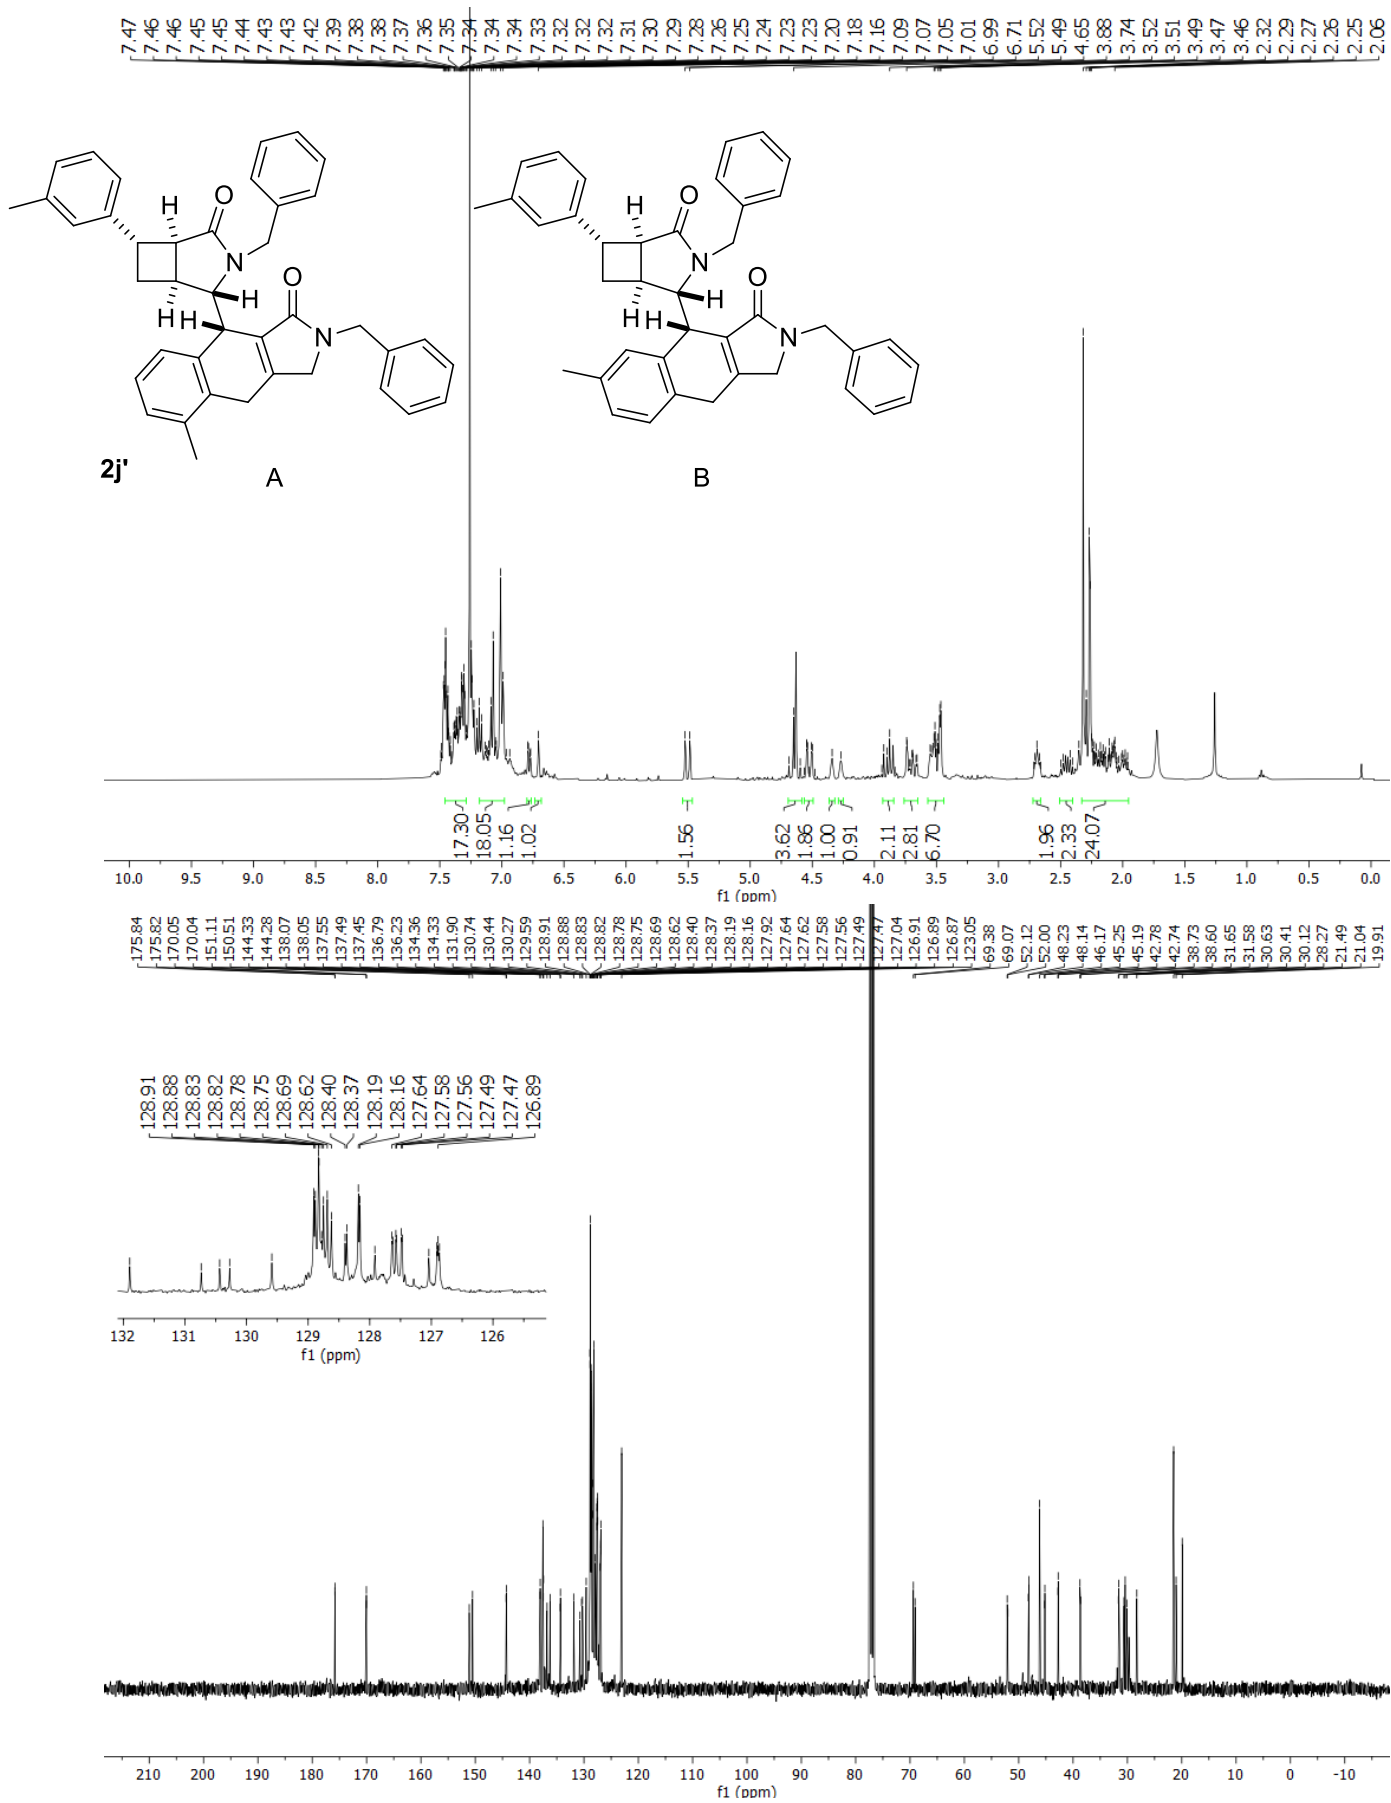 7.47 7.46 7.46 7.45 7.45 7.44 7.43 7.43 7.42 7.39 7.38 7.38 7.37 7.36 7.35 7.34 7.34 7.34 7.33 7.32 7.32 7.32 7.31 7.30 7.29 7.28 7.26 7.25 7.24 7.23 7.23 7.20 7.18 7.16 7.09 7.07 7.05 7.01 6.99 6.71 5.52 5.49 4.65 3.88 3.74 3.52 3.51 3.49 3.47 3.46 2.32 2.29 2.27 2.26 2.25 2.06
H O N O H H H N
H O N O H H H N
2j' A B
17.30 18.05 1.16 1.02 1.56 3.62 1.86 1.00 0.91 2.11 2.81 6.70 1.96 2.33 24.07
10.0 9.5 9.0 8.5 8.0 7.5 7.0 6.5 6.0 5.5 5.0 4.5 4.0 3.5 3.0 2.5 2.0 1.5 1.0 0.5 0.0
f1 (ppm)
175.84 175.82 170.05 170.04 151.11 150.51 144.33 144.28 138.07 138.05 137.55 137.49 137.45 136.79 136.23 134.36 134.33 131.90 130.74 130.44 130.27 129.59 128.91 128.88 128.83 128.82 128.78 128.75 128.69 128.62 128.40 128.37 128.19 128.16 127.92 127.64 127.62 127.58 127.56 127.49 127.47 127.04 126.91 126.89 126.87 123.05 69.38 69.07 52.12 52.00 48.23 48.14 46.17 45.25 45.19 42.78 42.74 38.73 38.60 31.65 31.58 30.63 30.41 30.12 28.27 21.49 21.04 19.91
128.91 128.88 128.83 128.82 128.78 128.75 128.69 128.62 128.40 128.37 128.19 128.16 127.64 127.58 127.56 127.49 127.47 126.89
132 131 130 129 128 127 126
f1 (ppm)
210 200 190 180 170 160 150 140 130 120 110 100 90 80 70 60 50 40 30 20 10 0 -10
f1 (ppm)